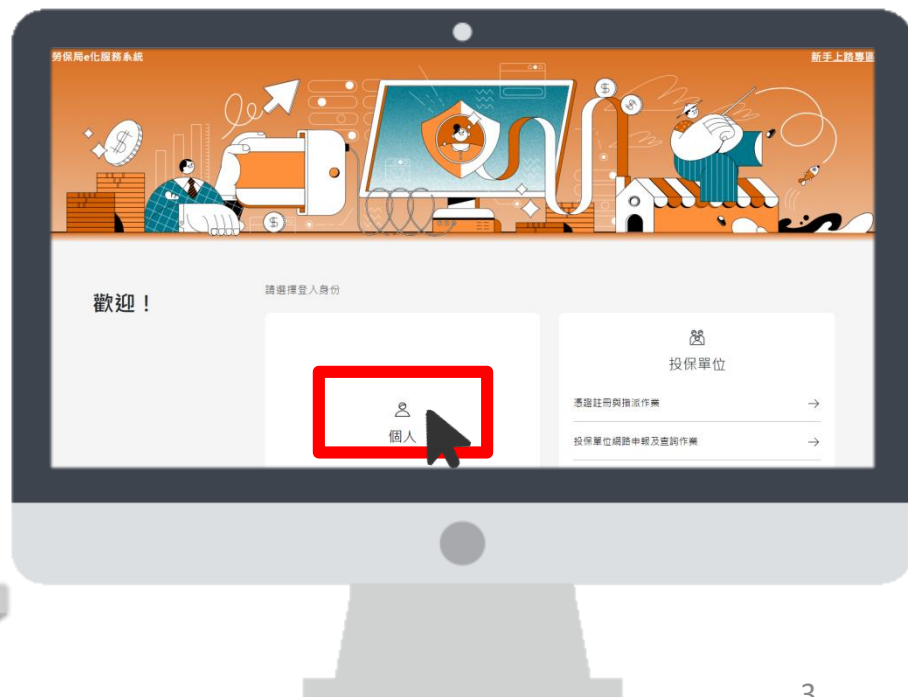 勞保局e化服務系統
新手上路專區
歡迎！
請選擇登入身份
個人
投保單位
憑證註冊與指派作業
投保單位網路申報及查詢作業
3